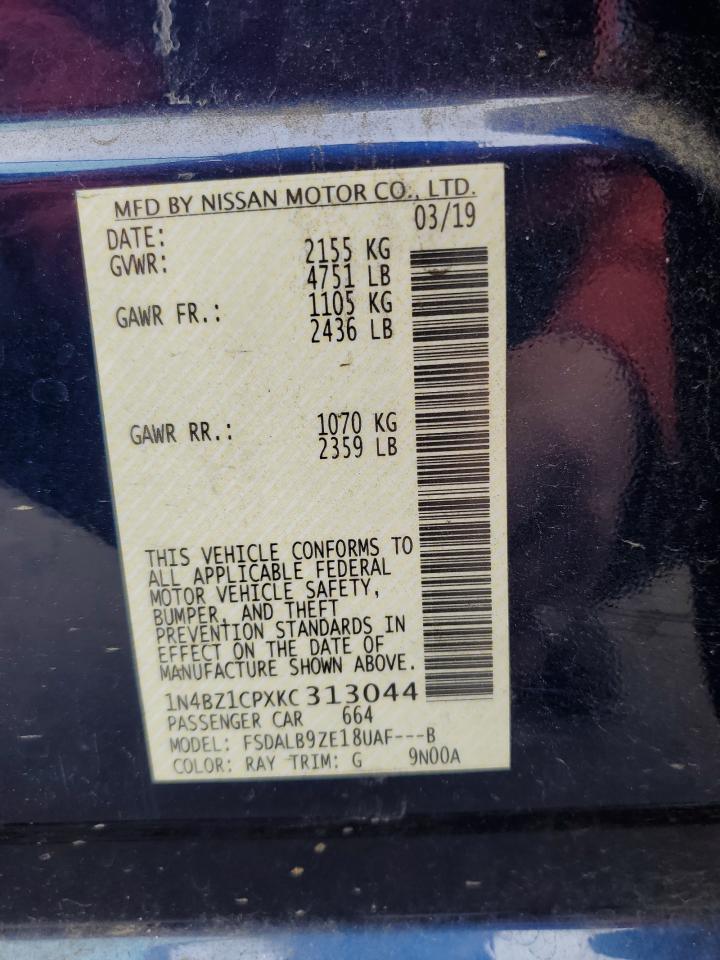 MFD BY NISSAN MOTOR CO., LTD.
DATE: 03/19
GVWR: 2155 KG
4751 LB
GAWR FR.: 1105 KG
2436 LB
GAWR RR.: 1070 KG
2359 LB
THIS VEHICLE CONFORMS TO
ALL APPLICABLE FEDERAL
MOTOR VEHICLE SAFETY,
BUMPER, AND THEFT
PREVENTION STANDARDS IN
EFFECT ON THE DATE OF
MANUFACTURE SHOWN ABOVE.
1N4BZ1CPXKC 313044
PASSENGER CAR 664
MODEL: FSDALB9ZE18UAF---B
COLOR: RAY TRIM: G 9N00A